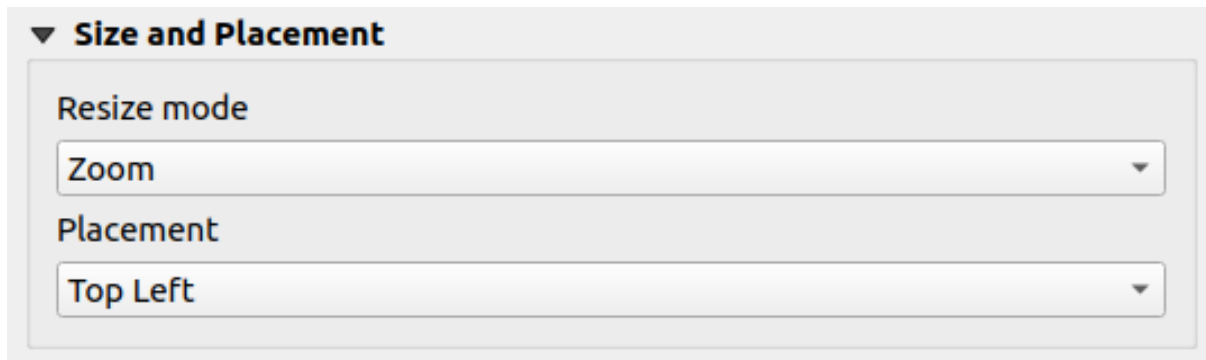 Size and Placement
Resize mode
Zoom
Placement
Top Left